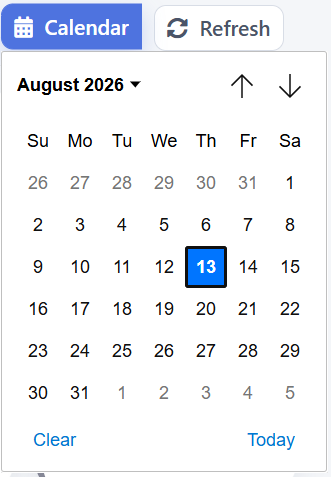 Calendar Refresh
August 2026
Su Mo Tu We Th Fr Sa
26 27 28 29 30 31 1
2 3 4 5 6 7 8
9 10 11 12 13 14 15
16 17 18 19 20 21 22
23 24 25 26 27 28 29
30 31 1 2 3 4 5
Clear Today